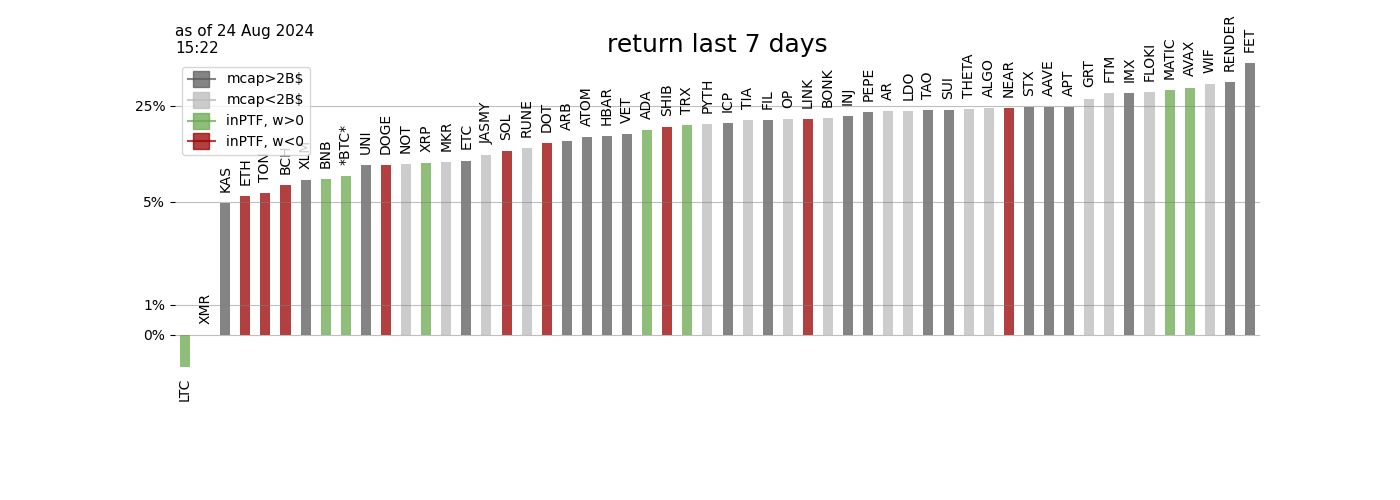 as of 24 Aug 2024
15:22
return last 7 days
mcap>2B$
mcap<2B$
inPTF, w>0
inPTF, w<0
25%
5%
1%
0%
LTC
XMR
KAS
ETH
TON
BCH
XLM
BNB
*BTC*
UNI
DOGE
NOT
XRP
MKR
ETC
JASMY
SOL
RUNE
DOT
ARB
ATOM
HBAR
VET
ADA
SHIB
TRX
PYTH
ICP
TIA
FIL
OP
LINK
BONK
INJ
PEPE
AR
LDO
TAO
SUI
THETA
ALGO
NEAR
STX
AAVE
APT
GRT
FTM
IMX
FLOKI
MATIC
AVAX
WIF
RENDER
FET